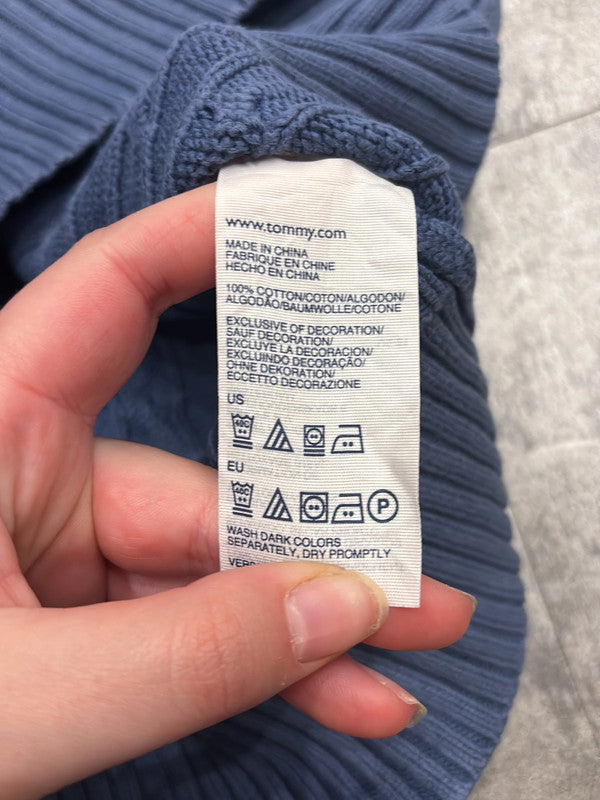 www.tommy.com
MADE IN CHINA
FABRIQUE EN CHINE
HECHO EN CHINA
100% COTTON/COTON/ALGODON/
ALGODÃO/BAUMWOLLE/COTONE
EXCLUSIVE OF DECORATION/
SAUF DECORATION/
EXCLUYE LA DECORACION/
EXCLUINDO DECORAÇÃO/
OHNE DEKORATION/
ECCETTO DECORAZIONE
US
40C
EU
40C
P
WASH DARK COLORS
SEPARATELY, DRY PROMPTLY